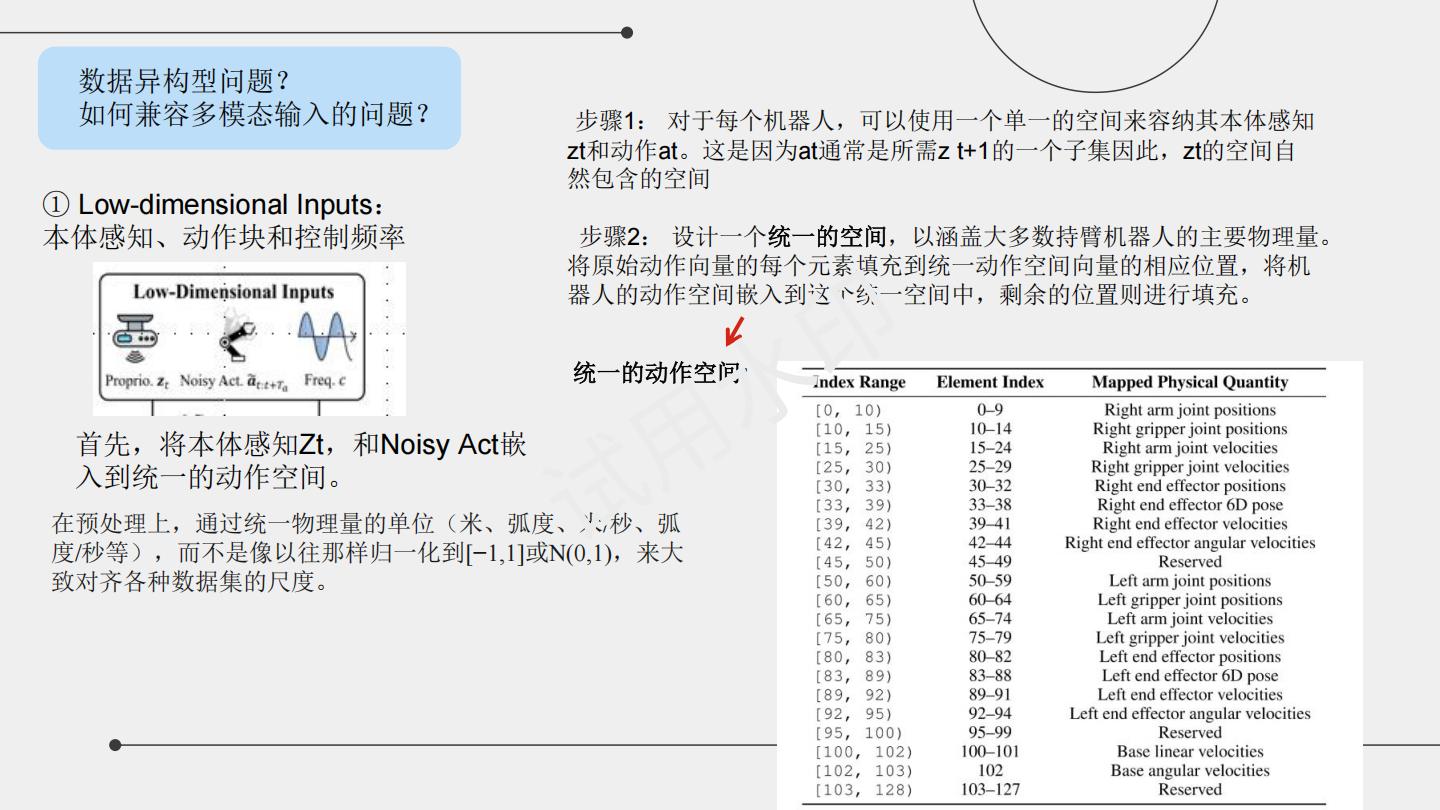 数据异构型问题？
如何兼容多模态输入的问题？
① Low-dimensional Inputs：
本体感知、动作块和控制频率
Low-Dimensional Inputs
Proprio. zₜ Noisy Act. ãₜ:ₜ₊Tₐ Freq. c
首先，将本体感知Zt，和Noisy Act嵌
入到统一的动作空间。
在预处理上，通过统一物理量的单位（米、弧度、米/秒、弧
度/秒等），而不是像以往那样归一化到[−1,1]或N(0,1)，来大
致对齐各种数据集的尺度。
步骤1： 对于每个机器人，可以使用一个单一的空间来容纳其本体感知
zt和动作at。这是因为at通常是所需z t+1的一个子集因此，zt的空间自
然包含的空间
步骤2： 设计一个统一的空间，以涵盖大多数持臂机器人的主要物理量。
将原始动作向量的每个元素填充到统一动作空间向量的相应位置，将机
器人的动作空间嵌入到这个统一空间中，剩余的位置则进行填充。
统一的动作空间
Index Range Element Index Mapped Physical Quantity
[0, 10) 0–9 Right arm joint positions
[10, 15) 10–14 Right gripper joint positions
[15, 25) 15–24 Right arm joint velocities
[25, 30) 25–29 Right gripper joint velocities
[30, 33) 30–32 Right end effector positions
[33, 39) 33–38 Right end effector 6D pose
[39, 42) 39–41 Right end effector velocities
[42, 45) 42–44 Right end effector angular velocities
[45, 50) 45–49 Reserved
[50, 60) 50–59 Left arm joint positions
[60, 65) 60–64 Left gripper joint positions
[65, 75) 65–74 Left arm joint velocities
[75, 80) 75–79 Left gripper joint velocities
[80, 83) 80–82 Left end effector positions
[83, 89) 83–88 Left end effector 6D pose
[89, 92) 89–91 Left end effector velocities
[92, 95) 92–94 Left end effector angular velocities
[95, 100) 95–99 Reserved
[100, 102) 100–101 Base linear velocities
[102, 103) 102 Base angular velocities
[103, 128) 103–127 Reserved
试用水印